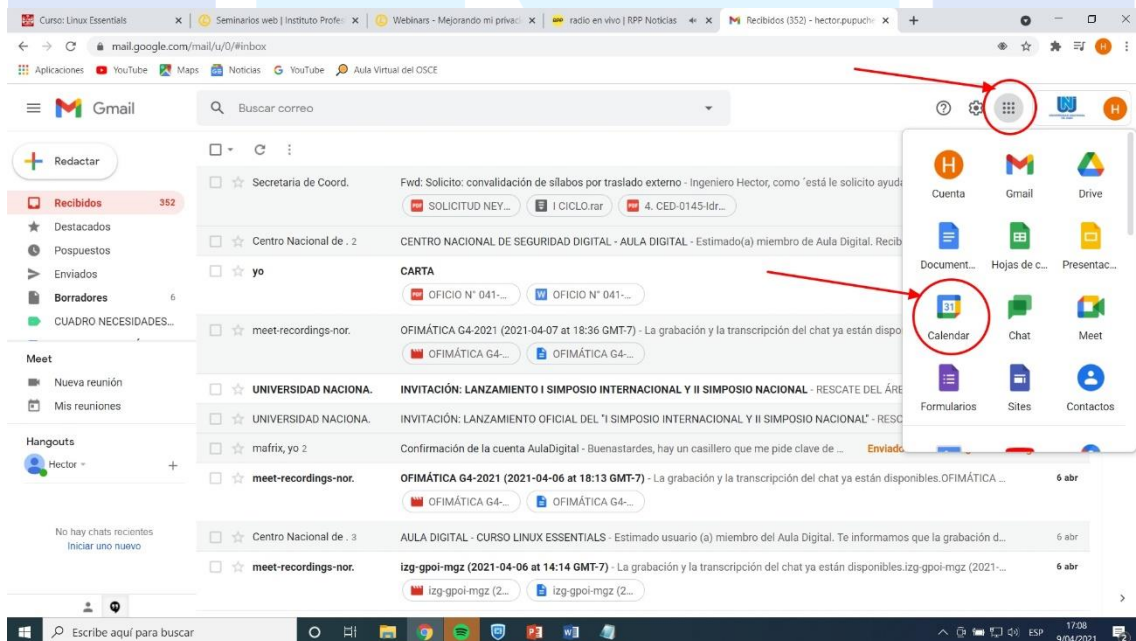 Curso: Linux Essentials
Seminarios web | Instituto Profes
Webinars - Mejorando mi privac
radio en vivo | RPP Noticias
Recibidos (352) - hector.pupuche
mail.google.com/mail/u/0/#inbox
Aplicaciones
YouTube
Maps
Noticias
YouTube
Aula Virtual del OSCE
Gmail
Buscar correo
H
Redactar
Recibidos 352
Destacados
Pospuestos
Enviados
Borradores 6
CUADRO NECESIDADES...
Meet
Nueva reunión
Mis reuniones
Hangouts
Hector
No hay chats recientes
Iniciar uno nuevo
Secretaria de Coord.
Fwd: Solicito: convalidación de sílabos por traslado externo - Ingeniero Hector, como ´está le solicito ayuda
SOLICITUD NEY...
I CICLO.rar
4. CED-0145-Idr...
Centro Nacional de . 2
CENTRO NACIONAL DE SEGURIDAD DIGITAL - AULA DIGITAL - Estimado(a) miembro de Aula Digital. Recib
yo
CARTA
OFICIO N° 041-...
OFICIO N° 041-...
meet-recordings-nor.
OFIMÁTICA G4-2021 (2021-04-07 at 18:36 GMT-7) - La grabación y la transcripción del chat ya están dispo
OFIMÁTICA G4-...
OFIMÁTICA G4-...
UNIVERSIDAD NACIONA.
INVITACIÓN: LANZAMIENTO I SIMPOSIO INTERNACIONAL Y II SIMPOSIO NACIONAL - RESCATE DEL ÁRE
UNIVERSIDAD NACIONA.
INVITACIÓN: LANZAMIENTO OFICIAL DEL "I SIMPOSIO INTERNACIONAL Y II SIMPOSIO NACIONAL" - RESC
mafrix, yo 2
Confirmación de la cuenta AulaDigital - Buenastardes, hay un casillero que me pide clave de ... Enviado
meet-recordings-nor.
OFIMÁTICA G4-2021 (2021-04-06 at 18:13 GMT-7) - La grabación y la transcripción del chat ya están disponibles.OFIMÁTICA ... 6 abr
OFIMÁTICA G4-...
OFIMÁTICA G4-...
Centro Nacional de . 3
AULA DIGITAL - CURSO LINUX ESSENTIALS - Estimado usuario (a) miembro del Aula Digital. Te informamos que la grabación d... 6 abr
meet-recordings-nor.
izg-gpoi-mgz (2021-04-06 at 14:14 GMT-7) - La grabación y la transcripción del chat ya están disponibles.izg-gpoi-mgz (2021-... 6 abr
izg-gpoi-mgz (2...
izg-gpoi-mgz (2...
H
Cuenta
Gmail
Drive
Document...
Hojas de c...
Presentac...
31
Calendar
Chat
Meet
Formularios
Sites
Contactos
Escribe aquí para buscar
ESP
17:08
9/04/2021